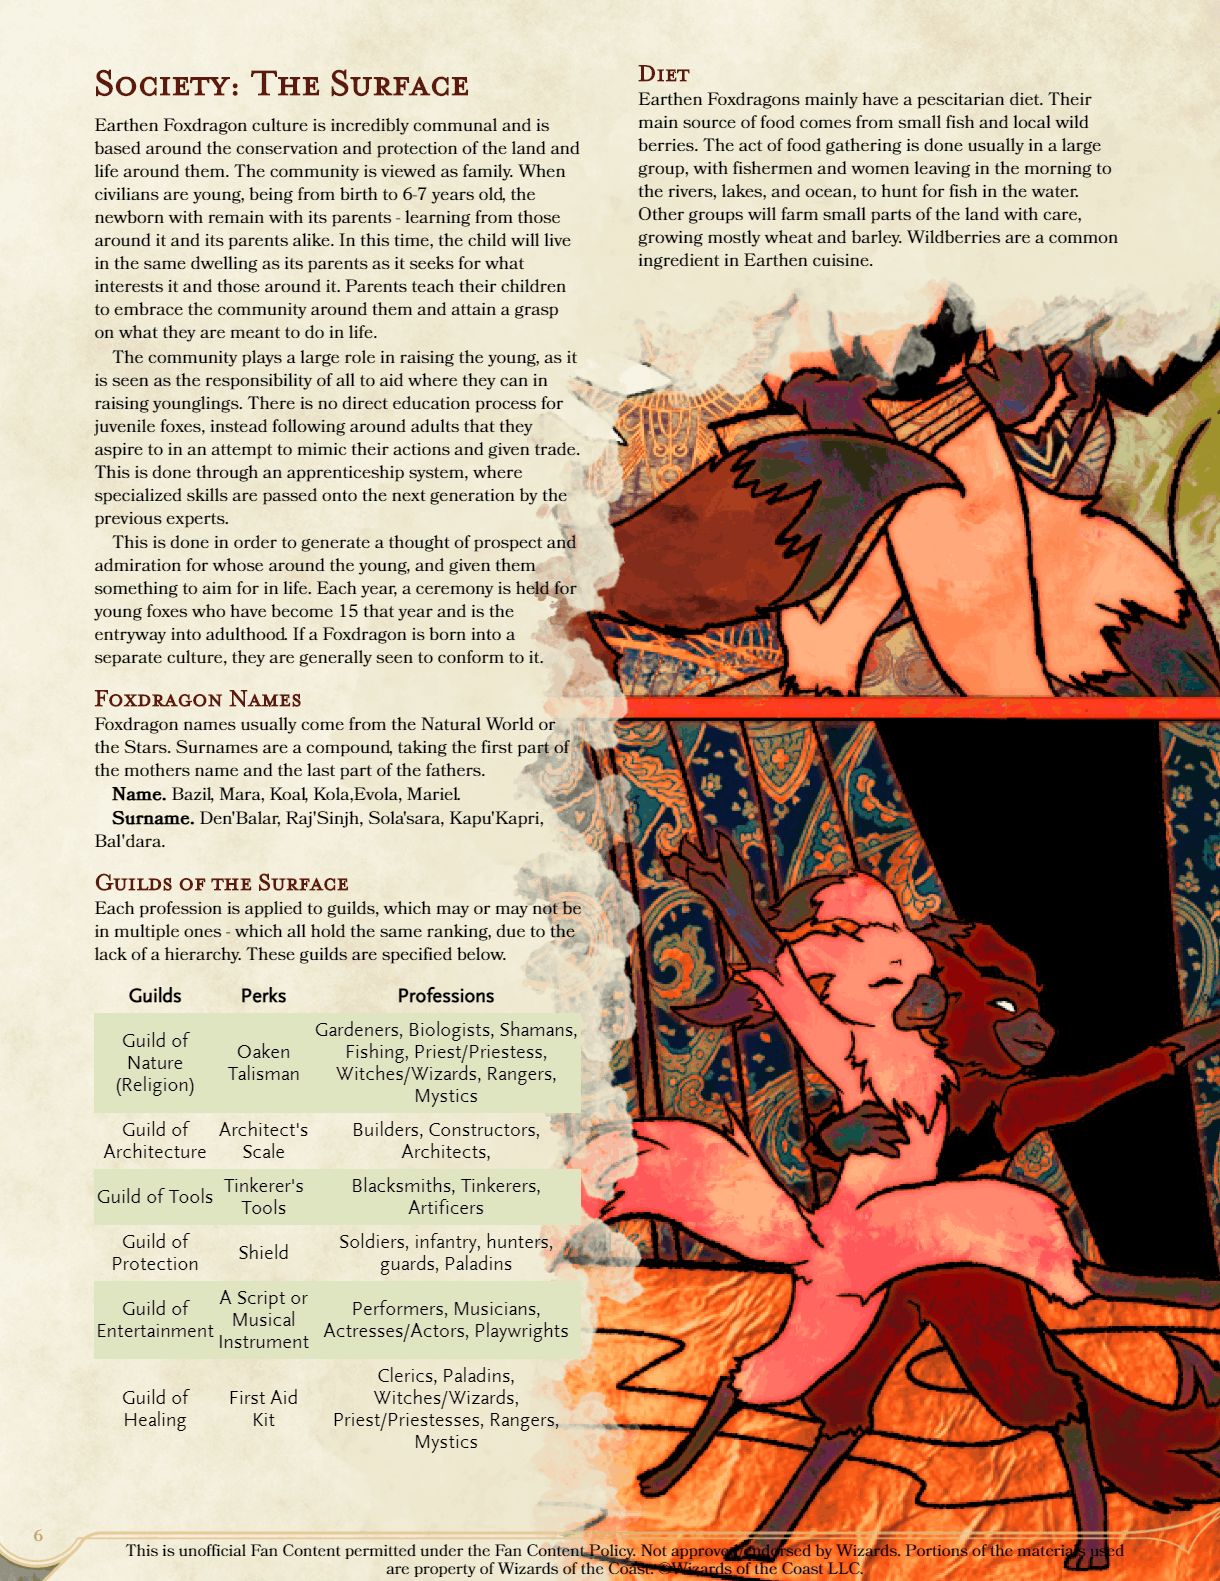 Society: The Surface
Earthen Foxdragon culture is incredibly communal and is
based around the conservation and protection of the land and
life around them. The community is viewed as family. When
civilians are young, being from birth to 6-7 years old, the
newborn with remain with its parents - learning from those
around it and its parents alike. In this time, the child will live
in the same dwelling as its parents as it seeks for what
interests it and those around it. Parents teach their children
to embrace the community around them and attain a grasp
on what they are meant to do in life.
The community plays a large role in raising the young, as it
is seen as the responsibility of all to aid where they can in
raising younglings. There is no direct education process for
juvenile foxes, instead following around adults that they
aspire to in an attempt to mimic their actions and given trade.
This is done through an apprenticeship system, where
specialized skills are passed onto the next generation by the
previous experts.
This is done in order to generate a thought of prospect and
admiration for whose around the young, and given them
something to aim for in life. Each year, a ceremony is held for
young foxes who have become 15 that year and is the
entryway into adulthood. If a Foxdragon is born into a
separate culture, they are generally seen to conform to it.
Foxdragon Names
Foxdragon names usually come from the Natural World or
the Stars. Surnames are a compound, taking the first part of
the mothers name and the last part of the fathers.
Name. Bazil, Mara, Koal, Kola,Evola, Mariel.
Surname. Den'Balar, Raj'Sinjh, Sola'sara, Kapu'Kapri,
Bal'dara.
Guilds of the Surface
Each profession is applied to guilds, which may or may not be
in multiple ones - which all hold the same ranking, due to the
lack of a hierarchy. These guilds are specified below.
Guilds Perks Professions
Guild of
Nature
(Religion)
Oaken
Talisman
Gardeners, Biologists, Shamans,
Fishing, Priest/Priestess,
Witches/Wizards, Rangers,
Mystics
Guild of
Architecture
Architect's
Scale
Builders, Constructors,
Architects,
Guild of Tools
Tinkerer's
Tools
Blacksmiths, Tinkerers,
Artificers
Guild of
Protection
Shield
Soldiers, infantry, hunters,
guards, Paladins
Guild of
Entertainment
A Script or
Musical
Instrument
Performers, Musicians,
Actresses/Actors, Playwrights
Guild of
Healing
First Aid
Kit
Clerics, Paladins,
Witches/Wizards,
Priest/Priestesses, Rangers,
Mystics
Diet
Earthen Foxdragons mainly have a pescitarian diet. Their
main source of food comes from small fish and local wild
berries. The act of food gathering is done usually in a large
group, with fishermen and women leaving in the morning to
the rivers, lakes, and ocean, to hunt for fish in the water.
Other groups will farm small parts of the land with care,
growing mostly wheat and barley. Wildberries are a common
ingredient in Earthen cuisine.
6
This is unofficial Fan Content permitted under the Fan Content Policy. Not approved/endorsed by Wizards. Portions of the materials used
are property of Wizards of the Coast. ©Wizards of the Coast LLC.